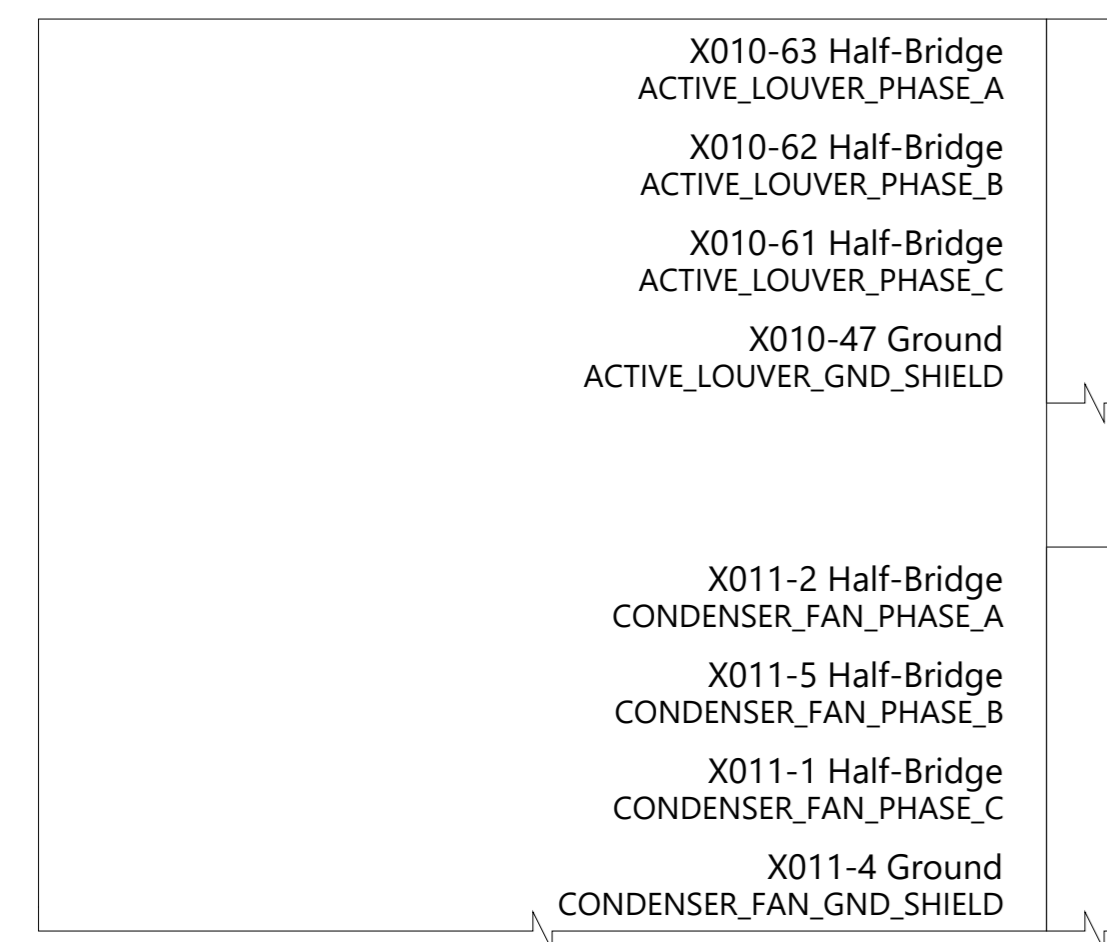 X010-63 Half-Bridge
ACTIVE_LOUVER_PHASE_A
X010-62 Half-Bridge
ACTIVE_LOUVER_PHASE_B
X010-61 Half-Bridge
ACTIVE_LOUVER_PHASE_C
X010-47 Ground
ACTIVE_LOUVER_GND_SHIELD
X011-2 Half-Bridge
CONDENSER_FAN_PHASE_A
X011-5 Half-Bridge
CONDENSER_FAN_PHASE_B
X011-1 Half-Bridge
CONDENSER_FAN_PHASE_C
X011-4 Ground
CONDENSER_FAN_GND_SHIELD